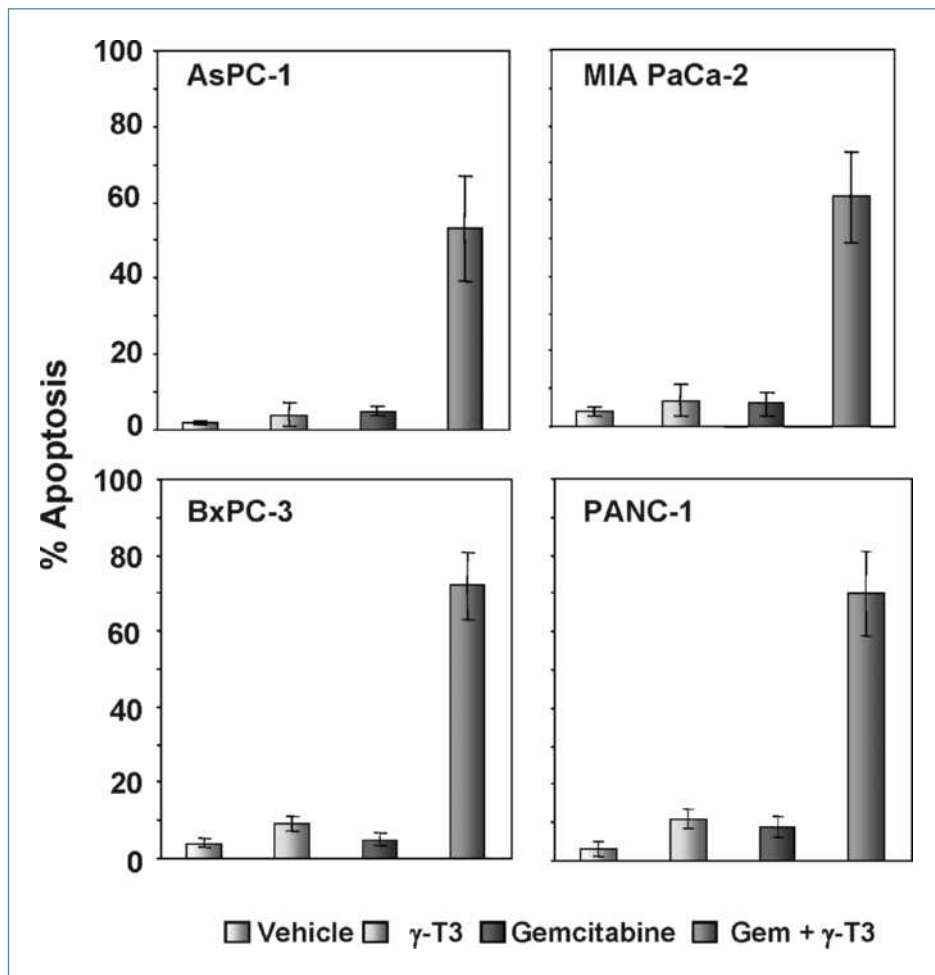 100
80
60
40
20
0
AsPC-1
MIA PaCa-2
% Apoptosis
100
80
60
40
20
0
BxPC-3
PANC-1
Vehicle γ-T3 Gemcitabine Gem + γ-T3